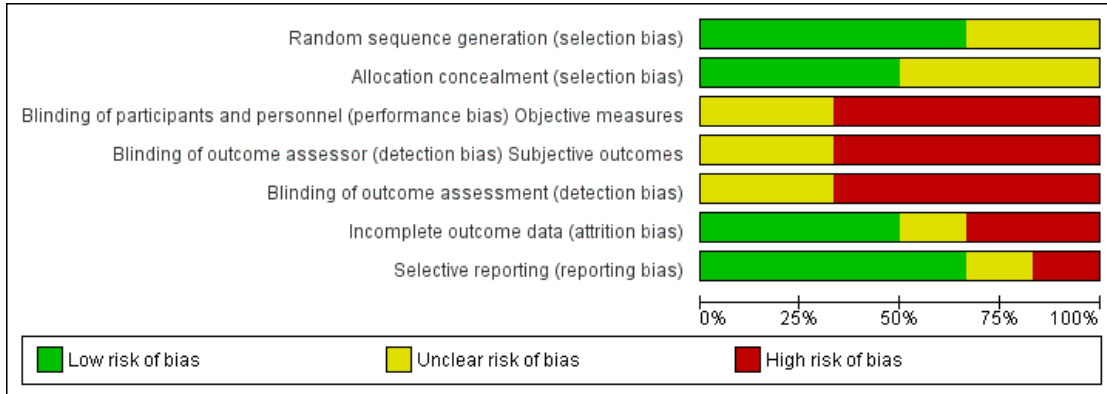 Random sequence generation (selection bias)
Allocation concealment (selection bias)
Blinding of participants and personnel (performance bias) Objective measures
Blinding of outcome assessor (detection bias) Subjective outcomes
Blinding of outcome assessment (detection bias)
Incomplete outcome data (attrition bias)
Selective reporting (reporting bias)
0% 25% 50% 75% 100%
Low risk of bias Unclear risk of bias High risk of bias